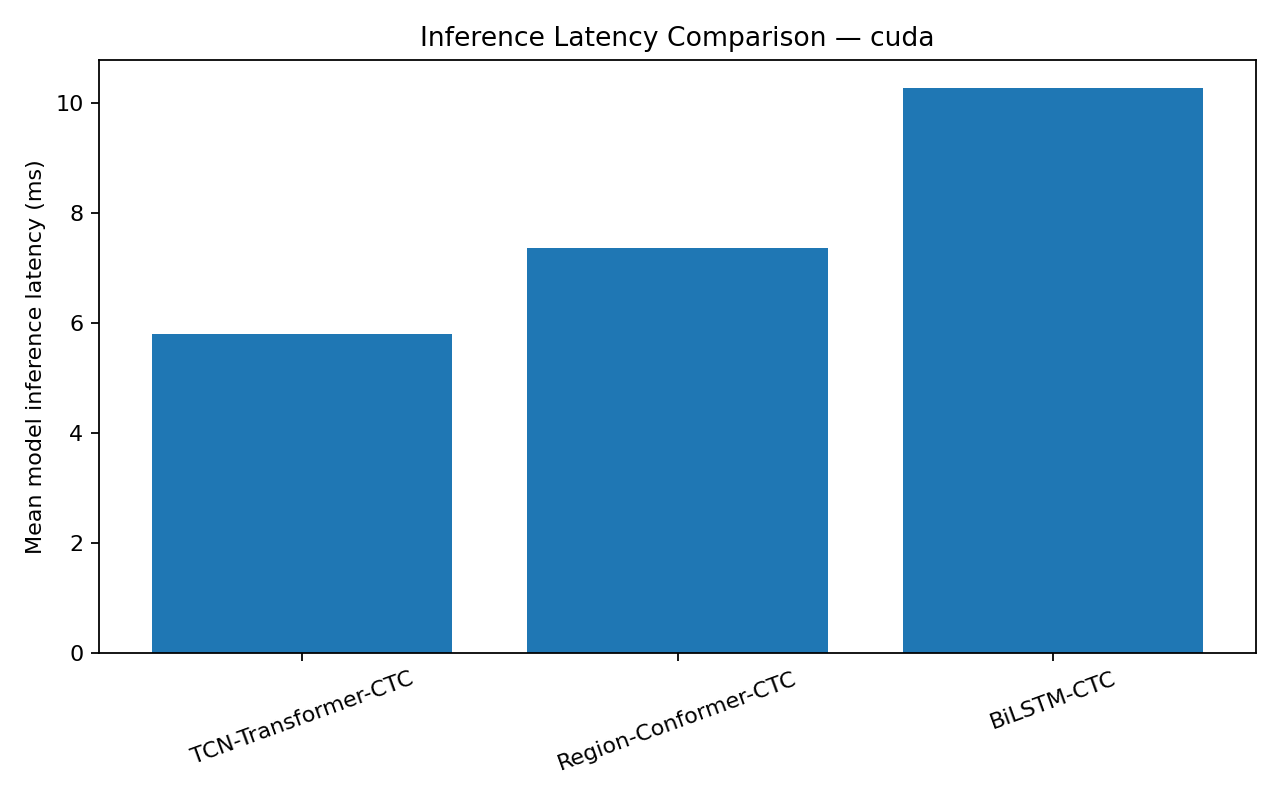 Inference Latency Comparison — cuda
Mean model inference latency (ms)
10
8
6
4
2
0
TCN-Transformer-CTC
Region-Conformer-CTC
BiLSTM-CTC